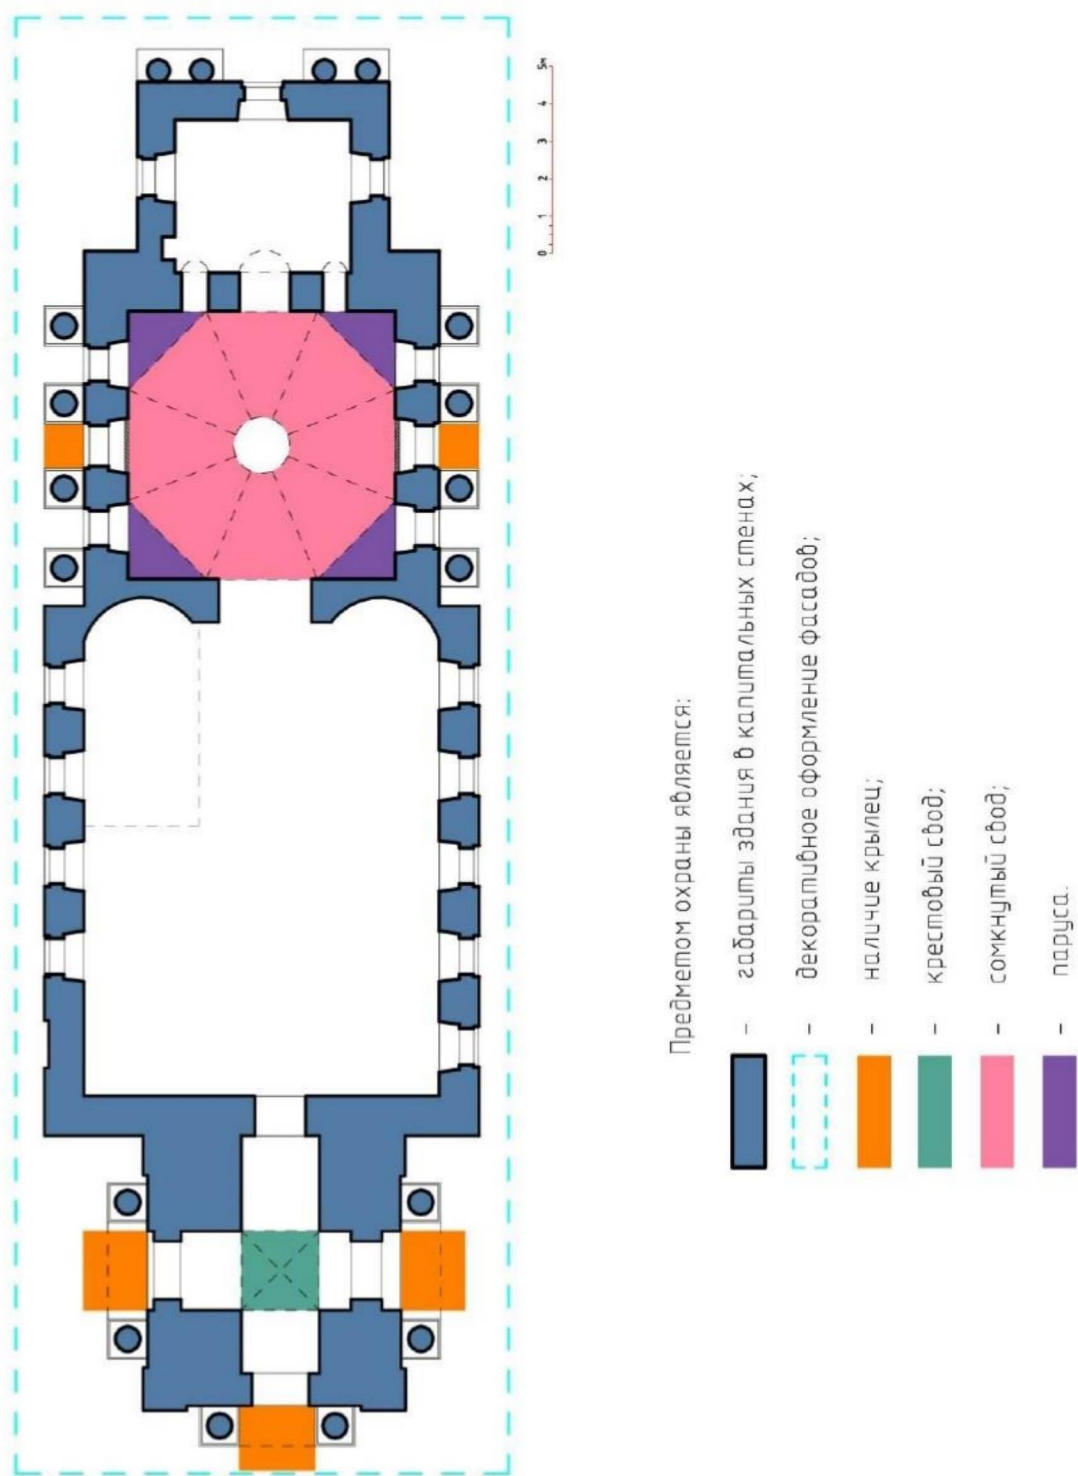 5м
4
3
2
1
0
Предметом охраны является:
– габариты здания в капитальных стенах;
– декоративное оформление фасадов;
– наличие крылец;
– крестовый свод;
– сомкнутый свод;
– паруса.